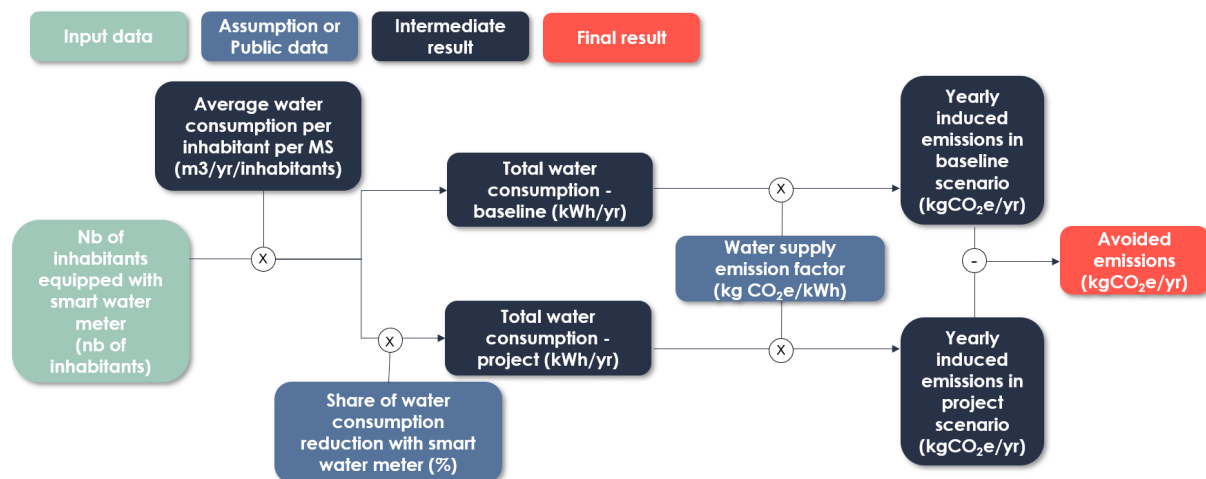 Input data
Assumption or
Public data
Intermediate
result
Final result
Average water
consumption per
inhabitant per MS
(m3/yr/inhabitants)
Nb of
inhabitants
equipped with
smart water
meter
(nb of
inhabitants)
X
Total water
consumption -
baseline (kWh/yr)
X
Yearly
induced
emissions in
baseline
scenario
(kgCO₂e/yr)
Water supply
emission factor
(kg CO₂e/kWh)
-
Avoided
emissions
(kgCO₂e/yr)
X
Total water
consumption -
project (kWh/yr)
X
Yearly
induced
emissions in
project
scenario
(kgCO₂e/yr)
Share of water
consumption
reduction with smart
water meter (%)